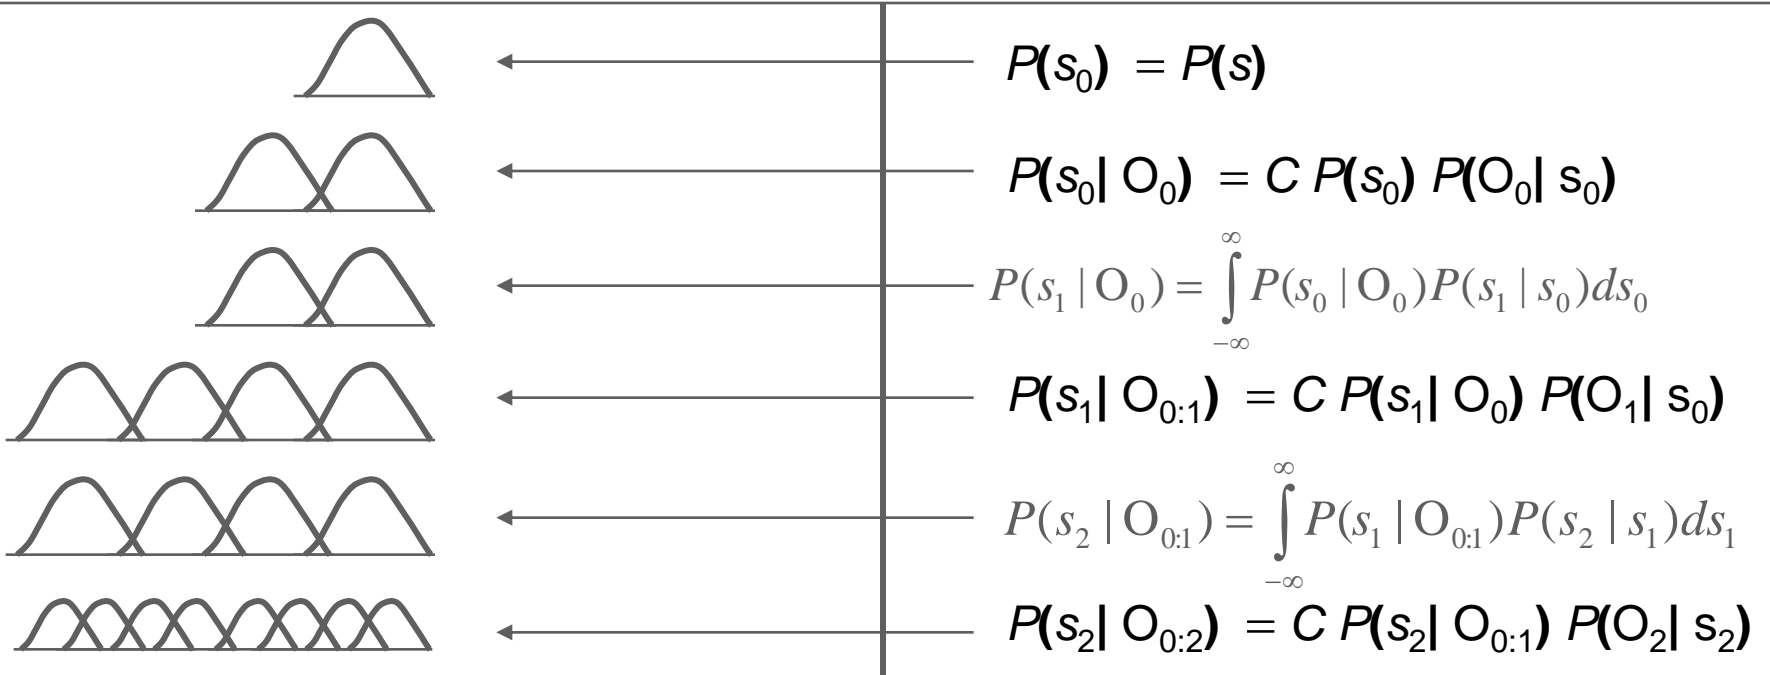 P(s₀) = P(s)
P(s₀| O₀) = C P(s₀) P(O₀| s₀)
P(s₁ | O₀) = ∫_{-∞}^{∞} P(s₀ | O₀)P(s₁ | s₀)ds₀
P(s₁| O₀:₁) = C P(s₁| O₀) P(O₁| s₀)
P(s₂ | O₀:₁) = ∫_{-∞}^{∞} P(s₁ | O₀:₁)P(s₂ | s₁)ds₁
P(s₂| O₀:₂) = C P(s₂| O₀:₁) P(O₂| s₂)